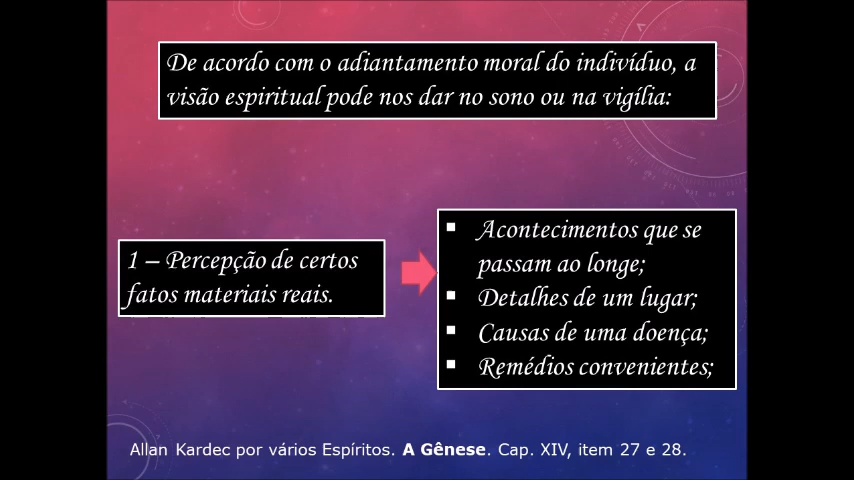 De acordo com o adiantamento moral do indivíduo, a
visão espiritual pode nos dar no sono ou na vigília:
1 – Percepção de certos
fatos materiais reais.
▪ Acontecimentos que se
passam ao longe;
▪ Detalhes de um lugar;
▪ Causas de uma doença;
▪ Remédios convenientes;
Allan Kardec por vários Espíritos. A Gênese. Cap. XIV, item 27 e 28.